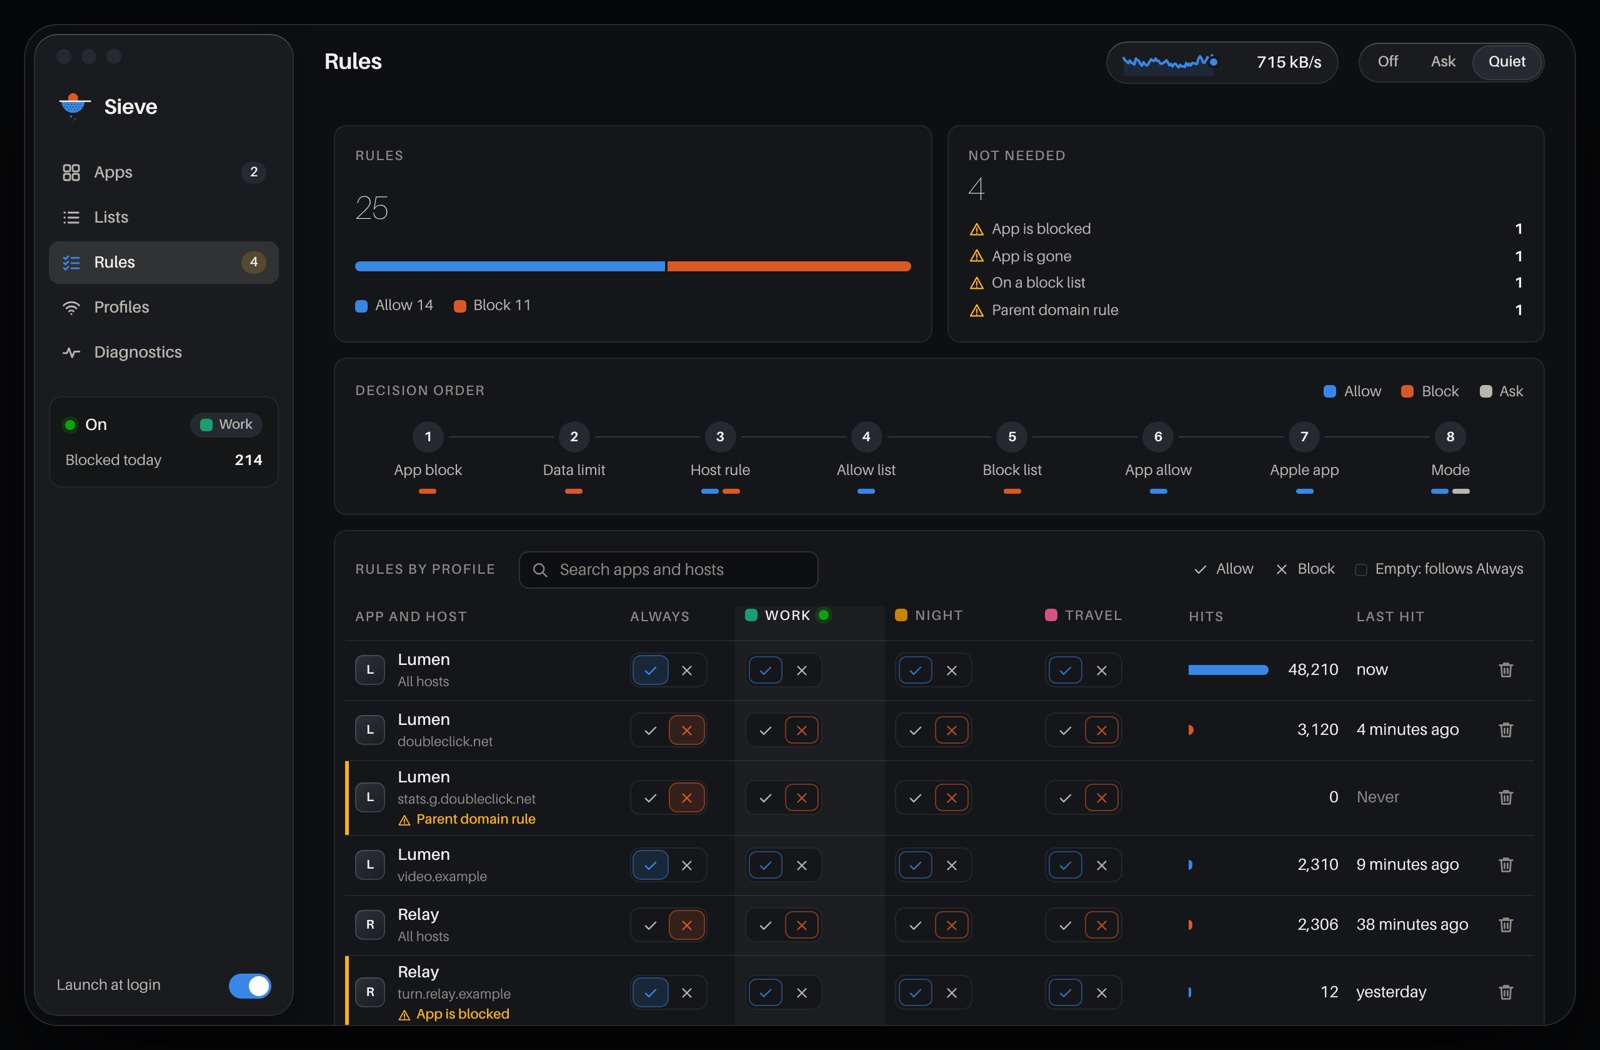 Sieve
Apps 2
Lists
Rules 4
Profiles
Diagnostics
On Work
Blocked today 214
Launch at login
Rules
715 kB/s
Off Ask Quiet
RULES
25
Allow 14 Block 11
NOT NEEDED
4
App is blocked 1
App is gone 1
On a block list 1
Parent domain rule 1
DECISION ORDER
Allow Block Ask
1 2 3 4 5 6 7 8
App block Data limit Host rule Allow list Block list App allow Apple app Mode
RULES BY PROFILE Search apps and hosts Allow Block Empty: follows Always
APP AND HOST ALWAYS WORK NIGHT TRAVEL HITS LAST HIT
L Lumen
All hosts 48,210 now
L Lumen
doubleclick.net 3,120 4 minutes ago
L Lumen
stats.g.doubleclick.net 0 Never
Parent domain rule
L Lumen
video.example 2,310 9 minutes ago
R Relay
All hosts 2,306 38 minutes ago
R Relay
turn.relay.example 12 yesterday
App is blocked